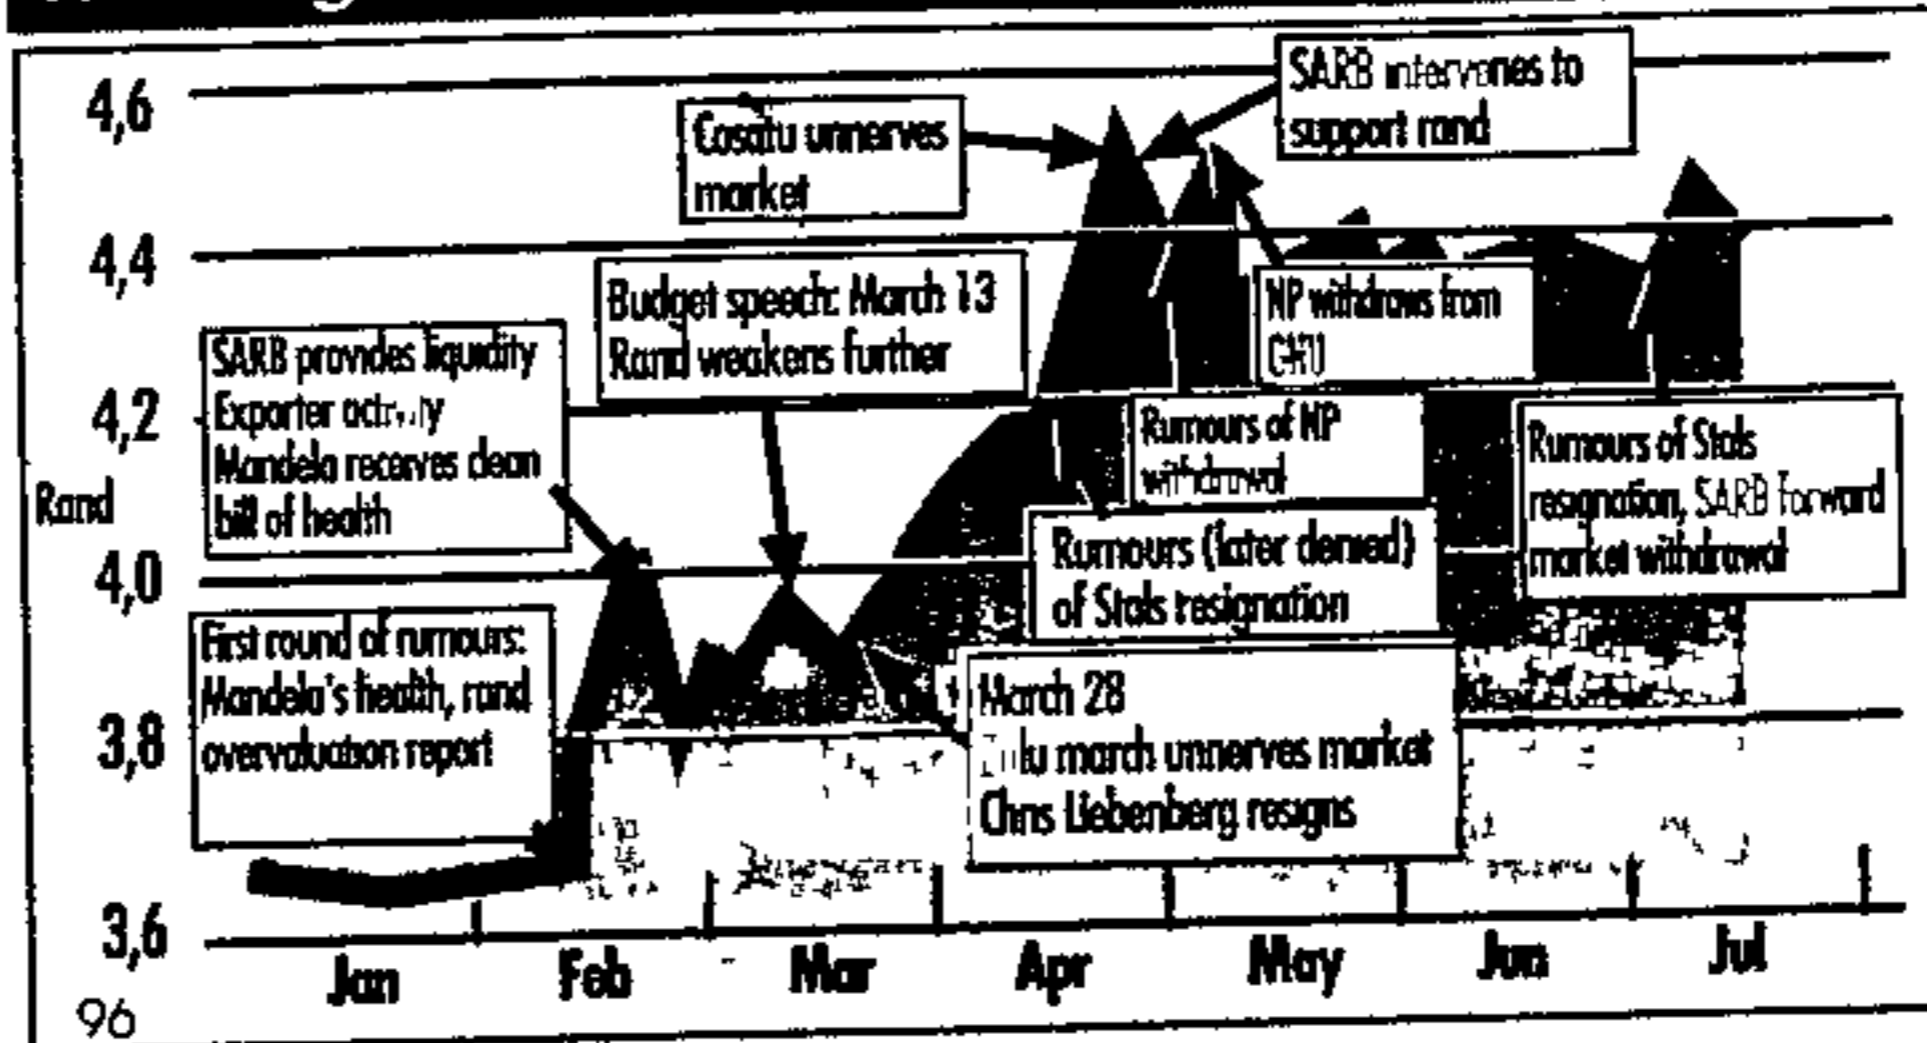 4,6
4,4
4,2
Rand
4,0
3,8
3,6
SARB intervenes to
support rand
Cosatu unnerves
market
Budget speech: March 13
Rand weakens further
NP withdraws from
GNU
SARB provides liquidity
Exporter activity
Mandela receives clean
bill of health
Rumours of NP
withdrawal
Rumours of Stals
resignation, SARB forward
market withdrawal
Rumours (later denied)
of Stals resignation
First round of rumours:
Mandela's health, rand
overvaluation report
March 28
march unnerves market
Chris Liebenberg resigns
Jan Feb Mar Apr May Jun Jul
96